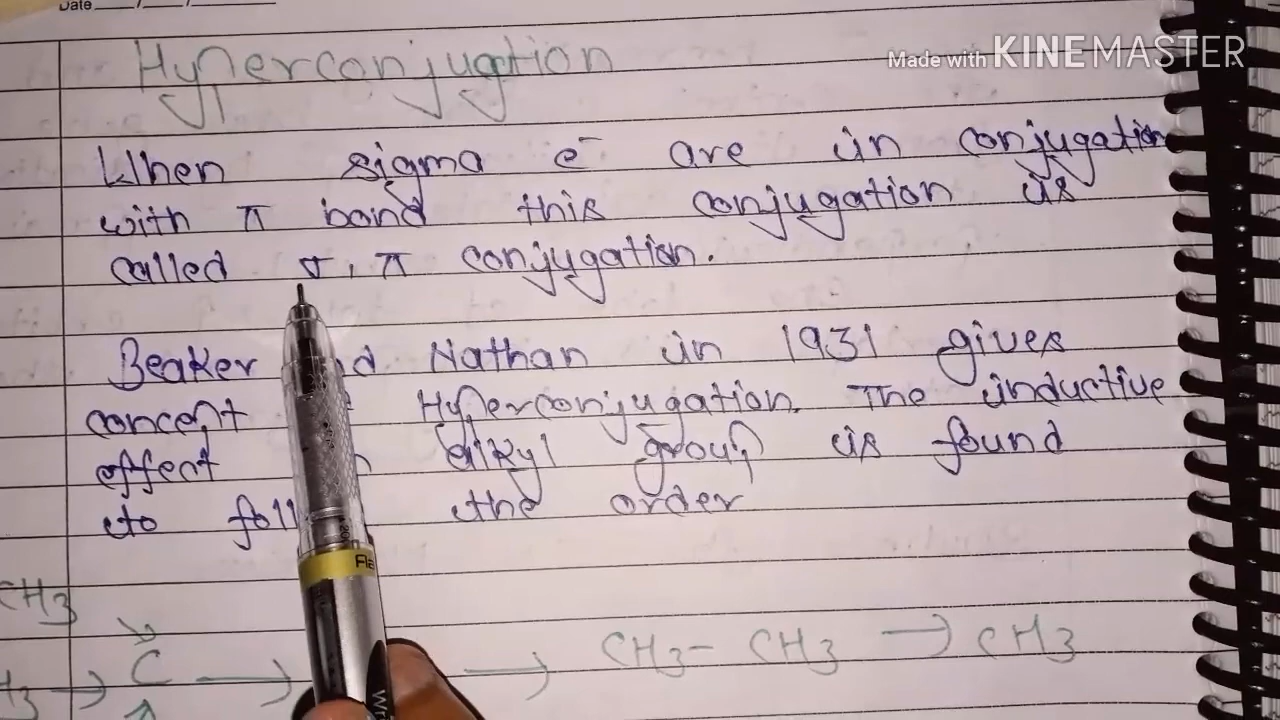 Date
Made with KINEMASTER
Hyperconjugation
When sigma e⁻ are in conjugation
with π bond this conjugation is
called σ, π conjugation.
Beaker Nathan in 1931 gives
concept Hyperconjugation. The inductive
effect alkyl group is found
to the order
CH3
C → → CH3- CH3 → CH3